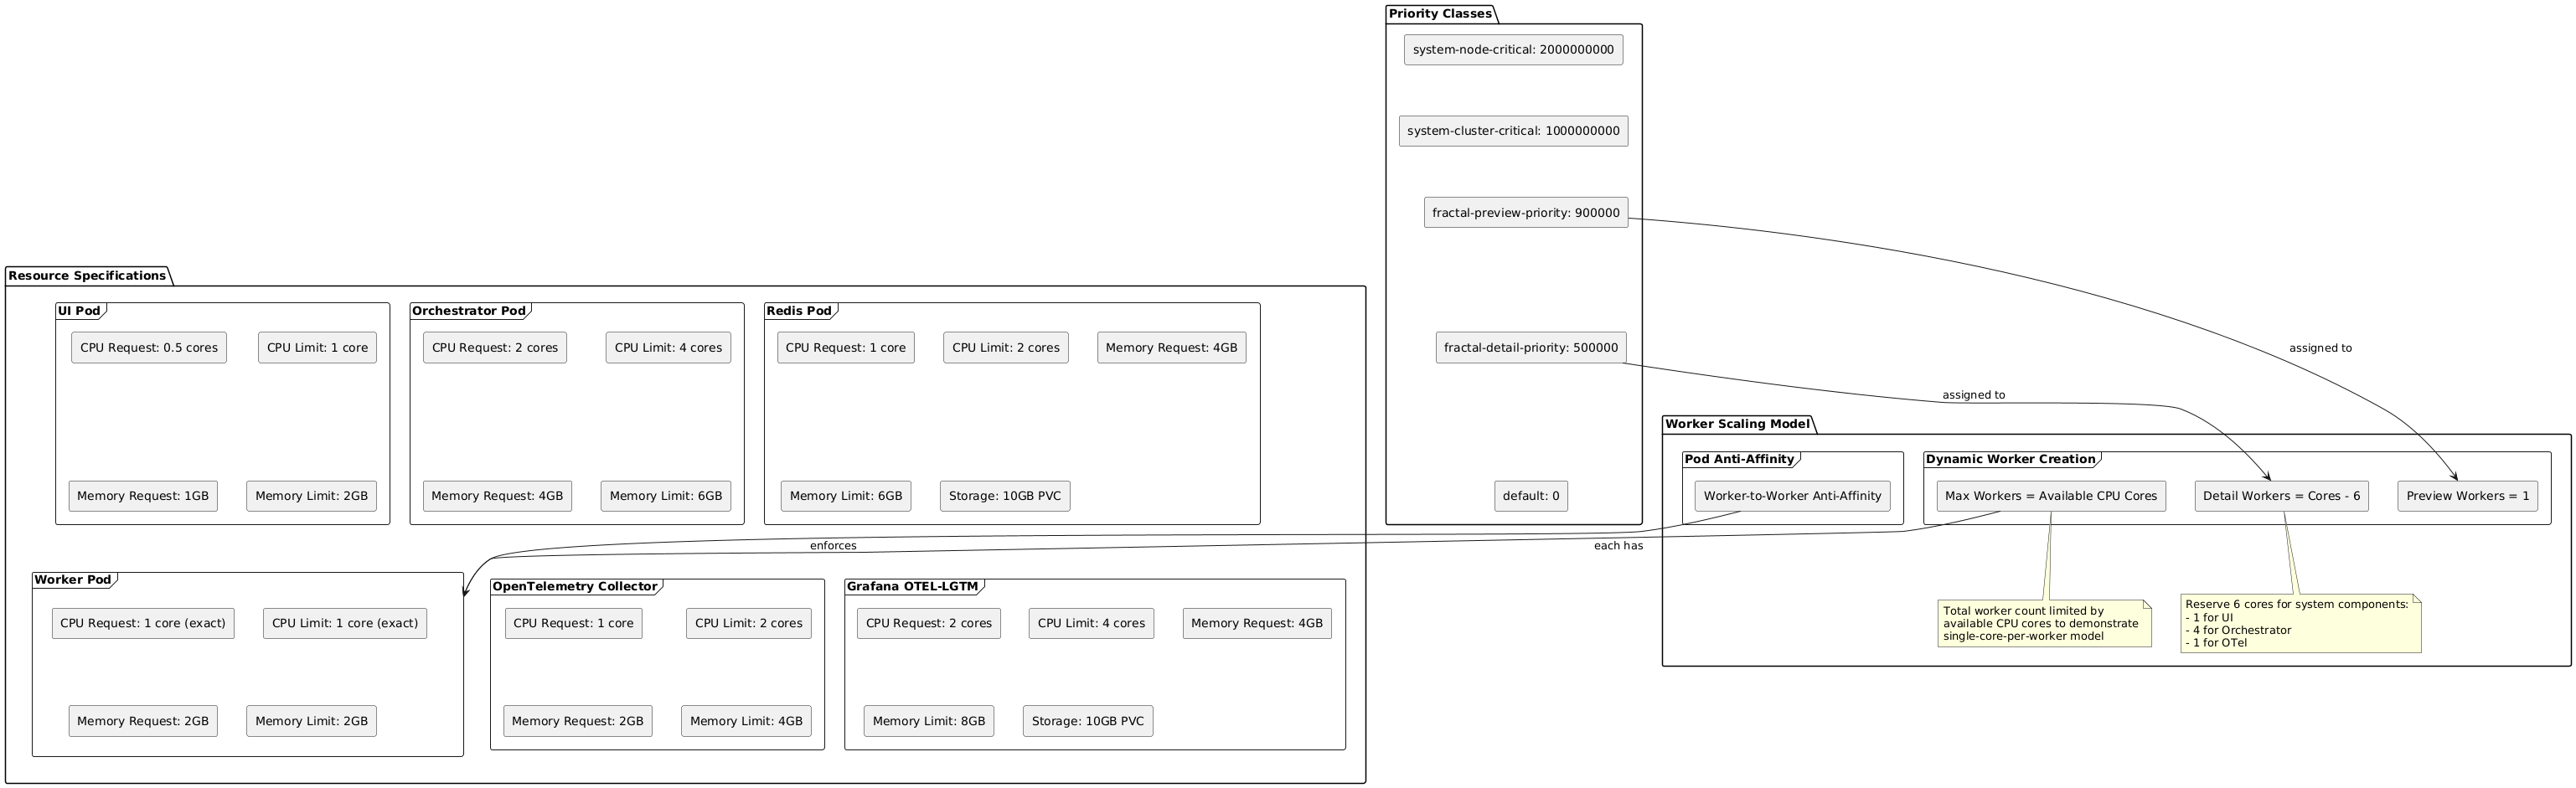 Priority Classes
system-node-critical: 2000000000
system-cluster-critical: 1000000000
fractal-preview-priority: 900000
fractal-detail-priority: 500000
default: 0
assigned to
assigned to
Resource Specifications
UI Pod
CPU Request: 0.5 cores
CPU Limit: 1 core
Memory Request: 1GB
Memory Limit: 2GB
Orchestrator Pod
CPU Request: 2 cores
CPU Limit: 4 cores
Memory Request: 4GB
Memory Limit: 6GB
Redis Pod
CPU Request: 1 core
CPU Limit: 2 cores
Memory Request: 4GB
Memory Limit: 6GB
Storage: 10GB PVC
Worker Pod
CPU Request: 1 core (exact)
CPU Limit: 1 core (exact)
Memory Request: 2GB
Memory Limit: 2GB
OpenTelemetry Collector
CPU Request: 1 core
CPU Limit: 2 cores
Memory Request: 2GB
Memory Limit: 4GB
Grafana OTEL-LGTM
CPU Request: 2 cores
CPU Limit: 4 cores
Memory Request: 4GB
Memory Limit: 8GB
Storage: 10GB PVC
enforces
each has
Worker Scaling Model
Pod Anti-Affinity
Worker-to-Worker Anti-Affinity
Dynamic Worker Creation
Max Workers = Available CPU Cores
Detail Workers = Cores - 6
Preview Workers = 1
Total worker count limited by
available CPU cores to demonstrate
single-core-per-worker model
Reserve 6 cores for system components:
- 1 for UI
- 4 for Orchestrator
- 1 for OTel